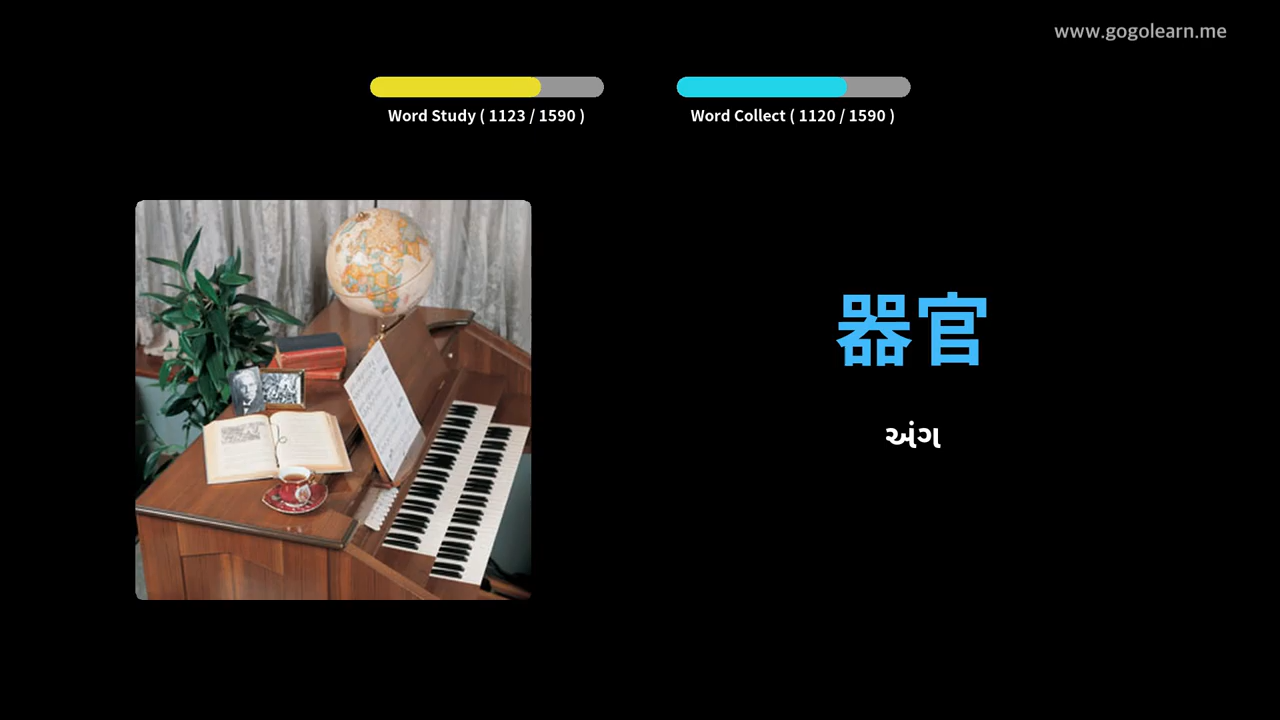 www.gogolearn.me
Word Study ( 1123 / 1590 )
Word Collect ( 1120 / 1590 )
器官
અંગ